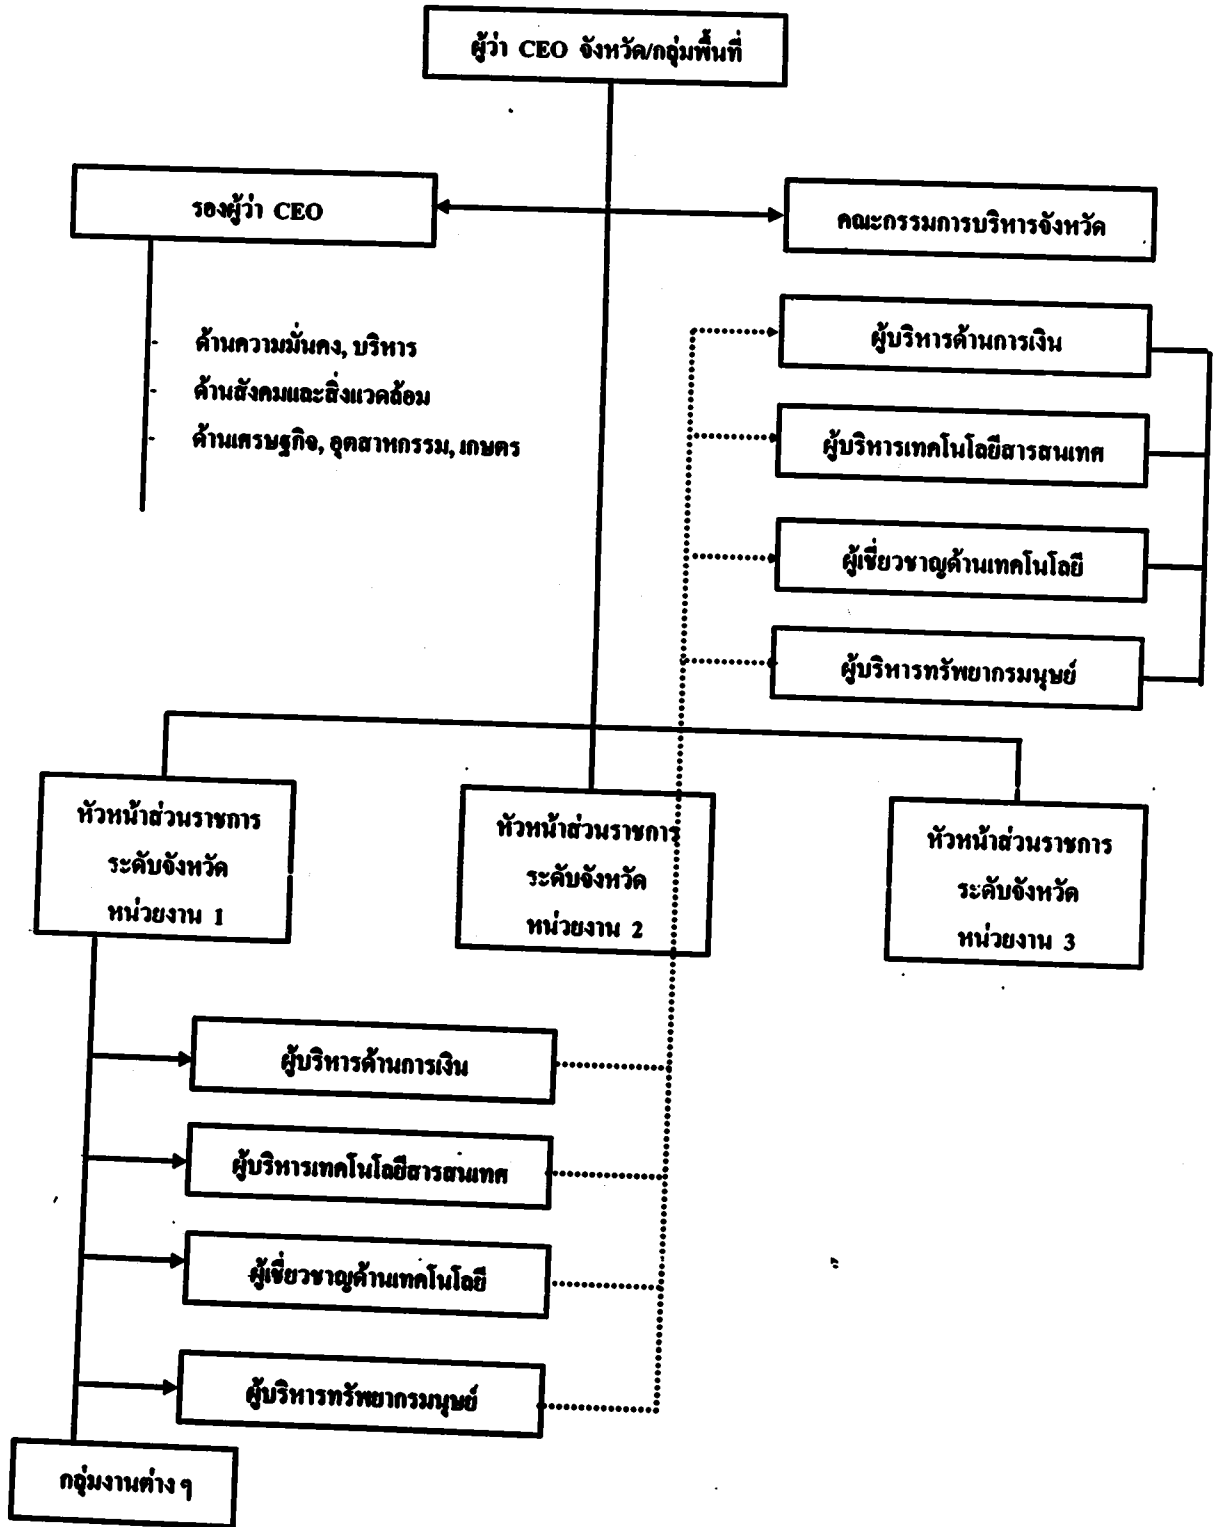 ผู้ว่า CEO จังหวัด/กลุ่มพื้นที่
รองผู้ว่า CEO
คณะกรรมการบริหารจังหวัด
- ด้านความมั่นคง, บริหาร
- ด้านสังคมและสิ่งแวดล้อม
- ด้านเศรษฐกิจ, อุตสาหกรรม, เกษตร
ผู้บริหารด้านการเงิน
ผู้บริหารเทคโนโลยีสารสนเทศ
ผู้เชี่ยวชาญด้านเทคโนโลยี
ผู้บริหารทรัพยากรมนุษย์
หัวหน้าส่วนราชการ
ระดับจังหวัด
หน่วยงาน 1
หัวหน้าส่วนราชการ
ระดับจังหวัด
หน่วยงาน 2
หัวหน้าส่วนราชการ
ระดับจังหวัด
หน่วยงาน 3
ผู้บริหารด้านการเงิน
ผู้บริหารเทคโนโลยีสารสนเทศ
ผู้เชี่ยวชาญด้านเทคโนโลยี
ผู้บริหารทรัพยากรมนุษย์
กลุ่มงานต่าง ๆ